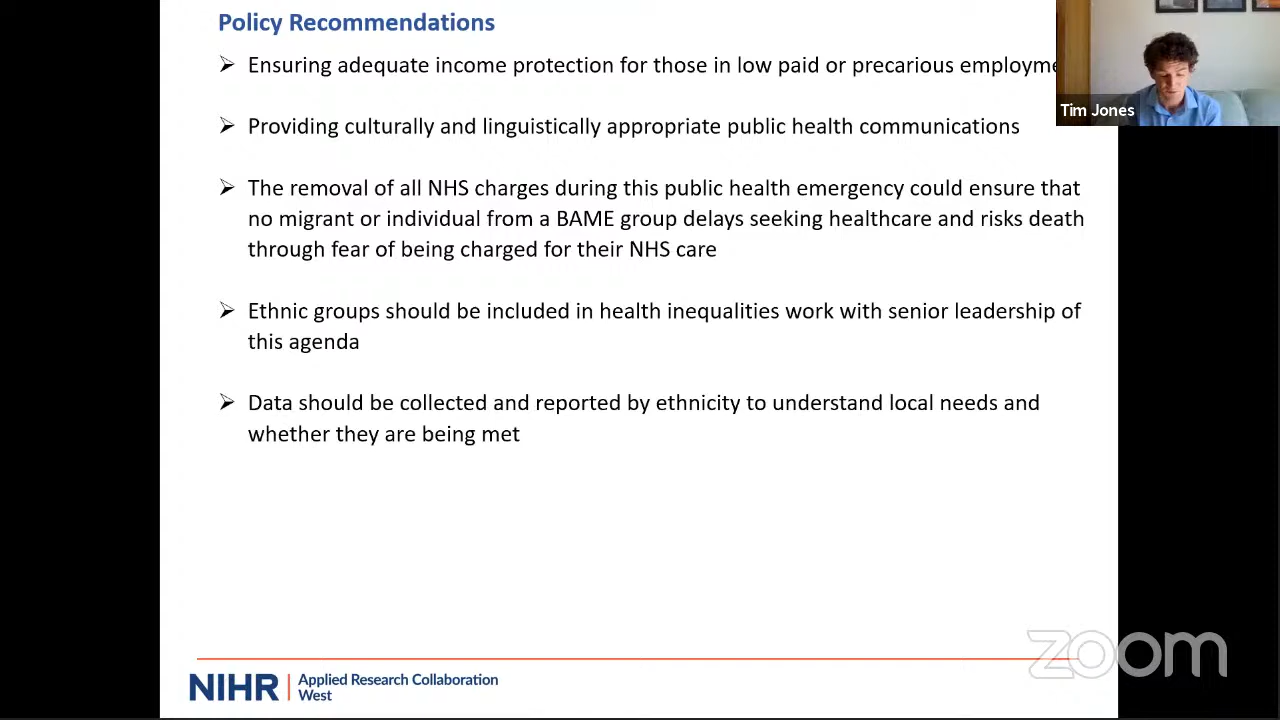 Policy Recommendations
➢ Ensuring adequate income protection for those in low paid or precarious employme
Tim Jones
➢ Providing culturally and linguistically appropriate public health communications
➢ The removal of all NHS charges during this public health emergency could ensure that
no migrant or individual from a BAME group delays seeking healthcare and risks death
through fear of being charged for their NHS care
➢ Ethnic groups should be included in health inequalities work with senior leadership of
this agenda
➢ Data should be collected and reported by ethnicity to understand local needs and
whether they are being met
zoom
NIHR | Applied Research Collaboration
West